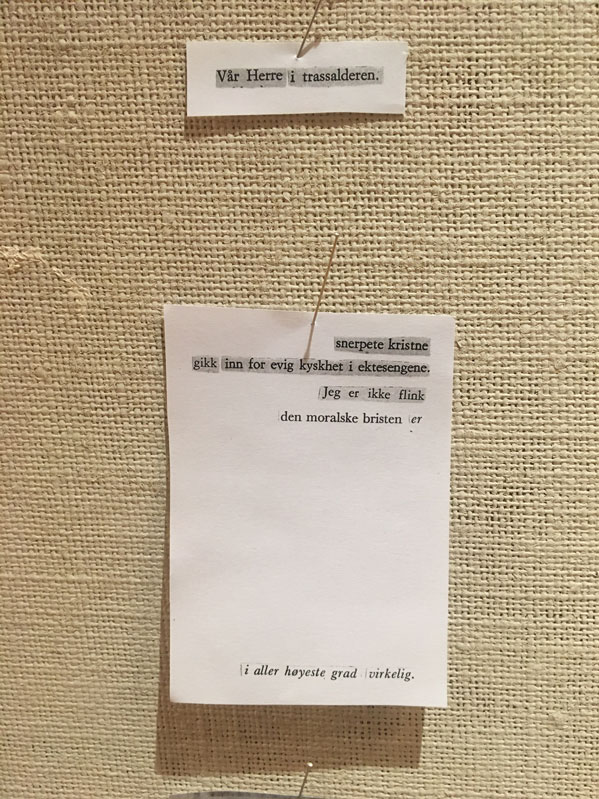 Vår Herre i trassalderen.
snerpete kristne
gikk inn for evig kyskhet i ektesengene.
Jeg er ikke flink
den moralske bristen er
i aller høyeste grad virkelig.